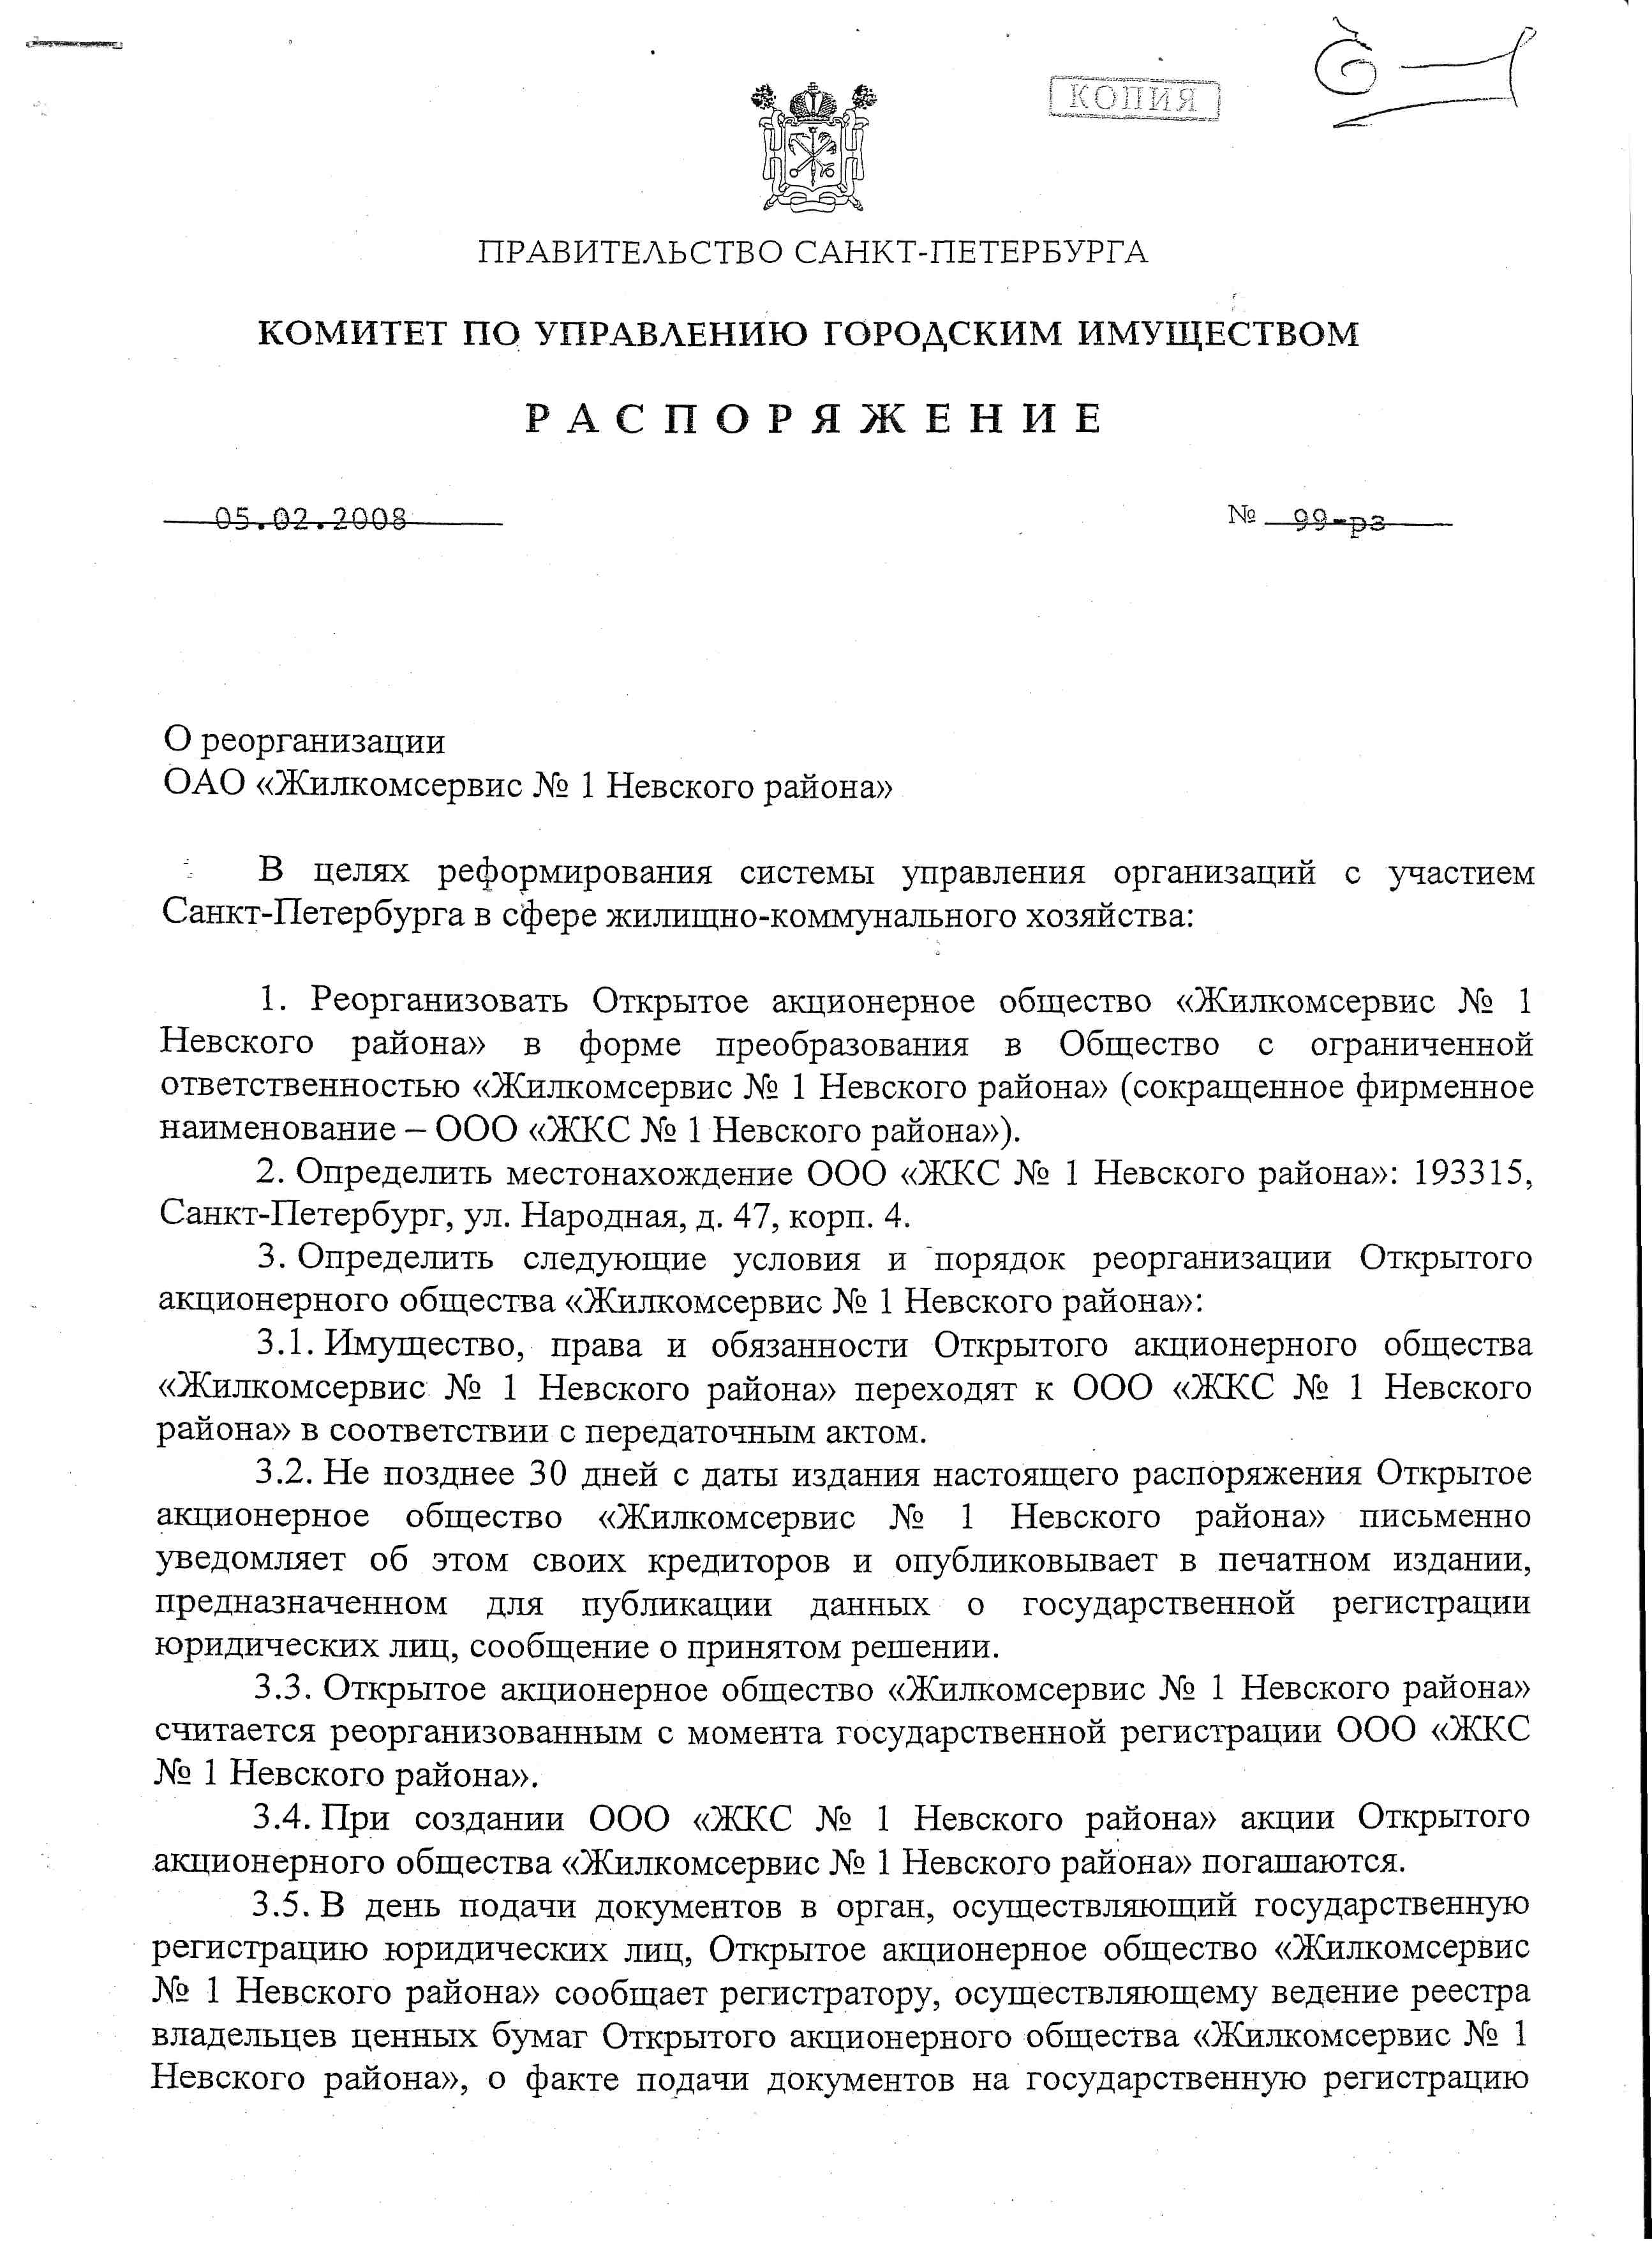 КОПИЯ
ПРАВИТЕЛЬСТВО САНКТ-ПЕТЕРБУРГА
КОМИТЕТ ПО УПРАВЛЕНИЮ ГОРОДСКИМ ИМУЩЕСТВОМ
РАСПОРЯЖЕНИЕ
05.02.2008 № 99-рз
О реорганизации
ОАО «Жилкомсервис № 1 Невского района»
В целях реформирования системы управления организаций с участием
Санкт-Петербурга в сфере жилищно-коммунального хозяйства:
1. Реорганизовать Открытое акционерное общество «Жилкомсервис № 1
Невского района» в форме преобразования в Общество с ограниченной
ответственностью «Жилкомсервис № 1 Невского района» (сокращенное фирменное
наименование – ООО «ЖКС № 1 Невского района»).
2. Определить местонахождение ООО «ЖКС № 1 Невского района»: 193315,
Санкт-Петербург, ул. Народная, д. 47, корп. 4.
3. Определить следующие условия и порядок реорганизации Открытого
акционерного общества «Жилкомсервис № 1 Невского района»:
3.1. Имущество, права и обязанности Открытого акционерного общества
«Жилкомсервис № 1 Невского района» переходят к ООО «ЖКС № 1 Невского
района» в соответствии с передаточным актом.
3.2. Не позднее 30 дней с даты издания настоящего распоряжения Открытое
акционерное общество «Жилкомсервис № 1 Невского района» письменно
уведомляет об этом своих кредиторов и опубликовывает в печатном издании,
предназначенном для публикации данных о государственной регистрации
юридических лиц, сообщение о принятом решении.
3.3. Открытое акционерное общество «Жилкомсервис № 1 Невского района»
считается реорганизованным с момента государственной регистрации ООО «ЖКС
№ 1 Невского района».
3.4. При создании ООО «ЖКС № 1 Невского района» акции Открытого
акционерного общества «Жилкомсервис № 1 Невского района» погашаются.
3.5. В день подачи документов в орган, осуществляющий государственную
регистрацию юридических лиц, Открытое акционерное общество «Жилкомсервис
№ 1 Невского района» сообщает регистратору, осуществляющему ведение реестра
владельцев ценных бумаг Открытого акционерного общества «Жилкомсервис № 1
Невского района», о факте подачи документов на государственную регистрацию